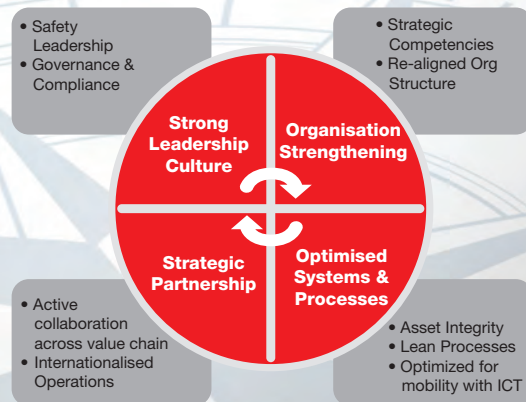 • Safety
Leadership
• Governance &
Compliance
• Strategic
Competencies
• Re-aligned Org
Structure
Strong
Leadership
Culture
Organisation
Strengthening
Strategic
Partnership
Optimised
Systems &
Processes
• Active
collaboration
across value chain
• Internationalised
Operations
• Asset Integrity
• Lean Processes
• Optimized for
mobility with ICT